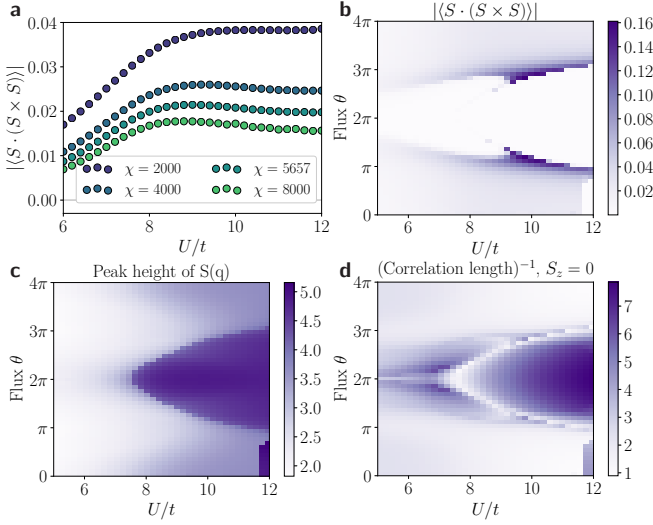 a
|⟨S · (S × S)⟩|
0.04
0.03
0.02
0.01
0.00
χ = 2000
χ = 4000
χ = 5657
χ = 8000
6
8
10
12
U/t
b
|⟨S · (S × S)⟩|
Flux θ
4π
3π
2π
π
0
6
8
10
12
U/t
0.16
0.14
0.12
0.10
0.08
0.06
0.04
0.02
c
Peak height of S(q)
Flux θ
4π
3π
2π
π
0
6
8
10
12
U/t
5.0
4.5
4.0
3.5
3.0
2.5
2.0
d
(Correlation length)⁻¹, S_z = 0
Flux θ
4π
3π
2π
π
0
6
8
10
12
U/t
7
6
5
4
3
2
1